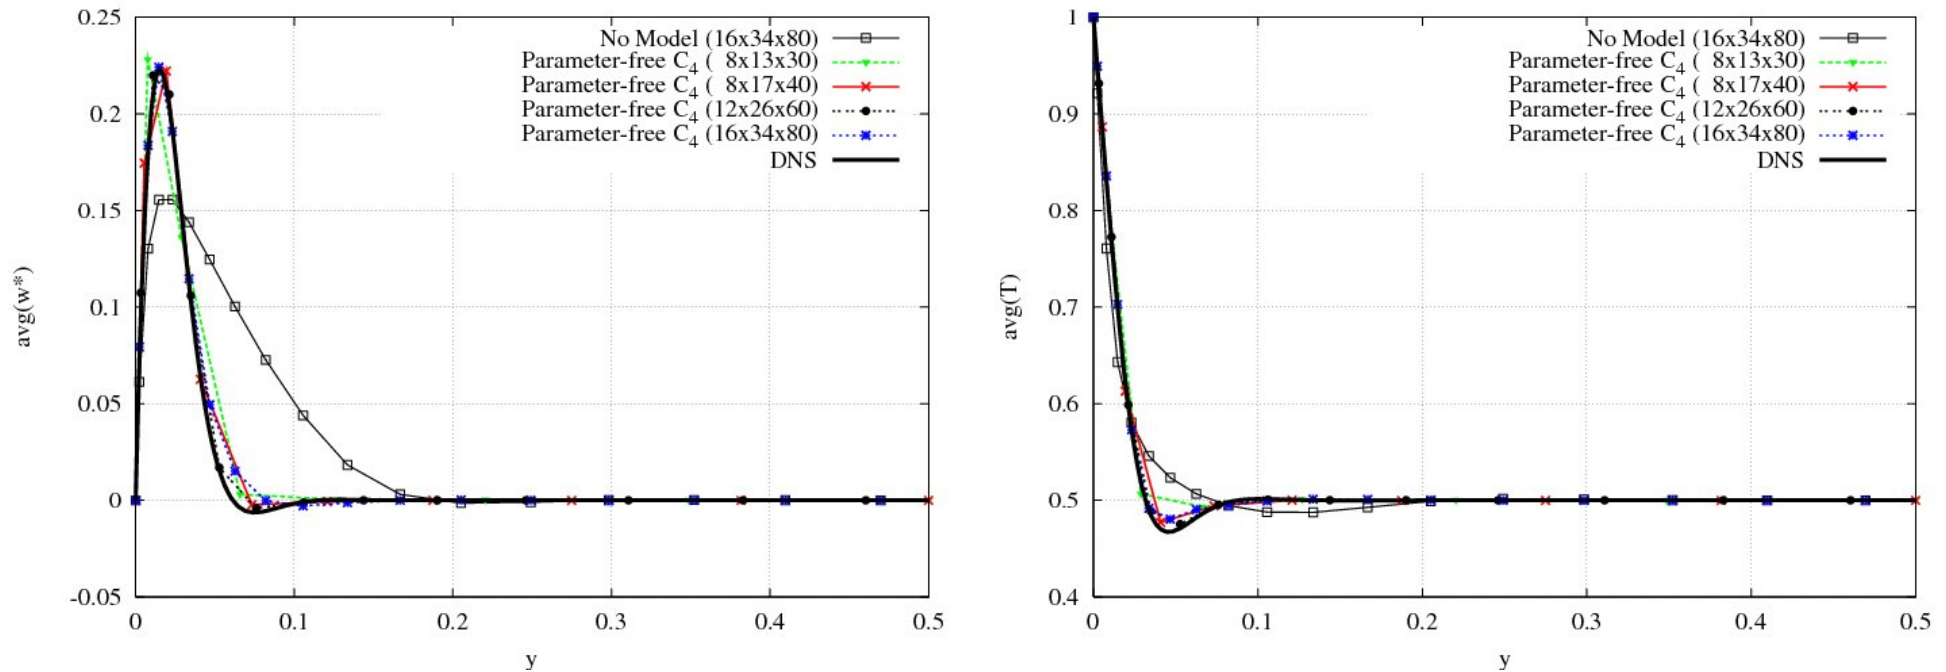 0.25
0.2
0.15
0.1
0.05
0
-0.05
avg(w*)
No Model (16x34x80)
Parameter-free C4 ( 8x13x30)
Parameter-free C4 ( 8x17x40)
Parameter-free C4 (12x26x60)
Parameter-free C4 (16x34x80)
DNS
0 0.1 0.2 0.3 0.4 0.5
y
1
0.9
0.8
0.7
0.6
0.5
0.4
avg(T)
No Model (16x34x80)
Parameter-free C4 ( 8x13x30)
Parameter-free C4 ( 8x17x40)
Parameter-free C4 (12x26x60)
Parameter-free C4 (16x34x80)
DNS
0 0.1 0.2 0.3 0.4 0.5
y